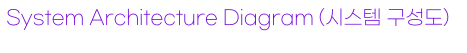 System Architecture Diagram (시스템 구성도)